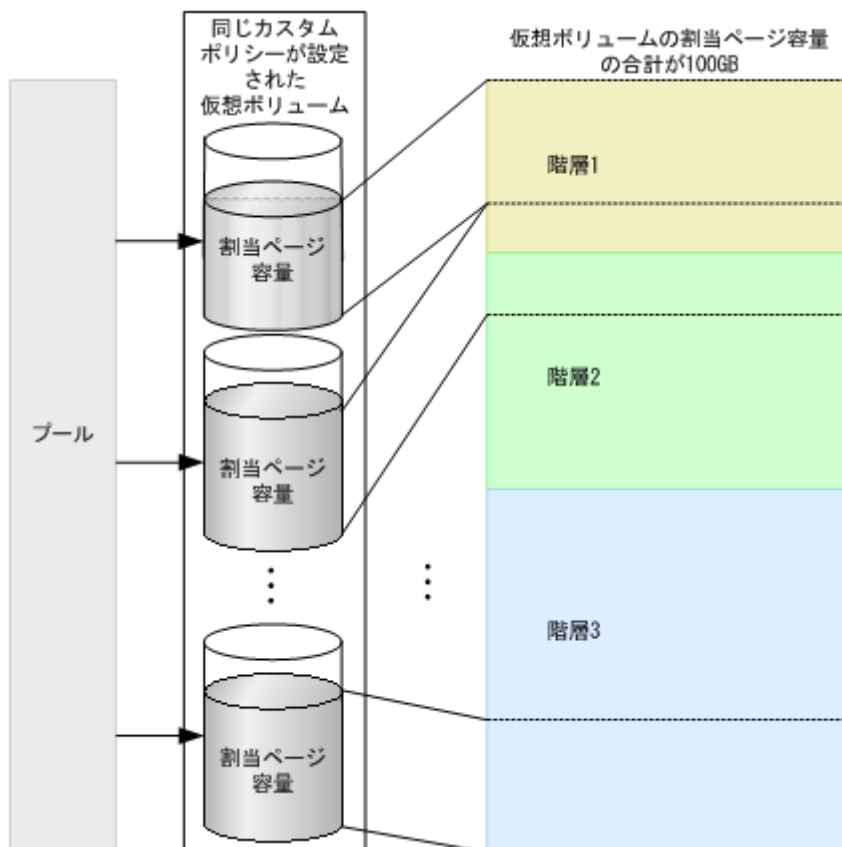 同じカスタム
ポリシーが設定
された
仮想ボリューム
仮想ボリュームの割当ページ容量
の合計が100GB
プール
割当ページ
容量
割当ページ
容量
割当ページ
容量
階層1
階層2
階層3